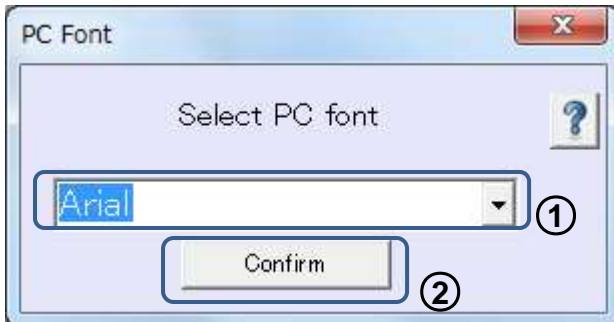 PC Font
Select PC font
?
Arial
①
Confirm
②